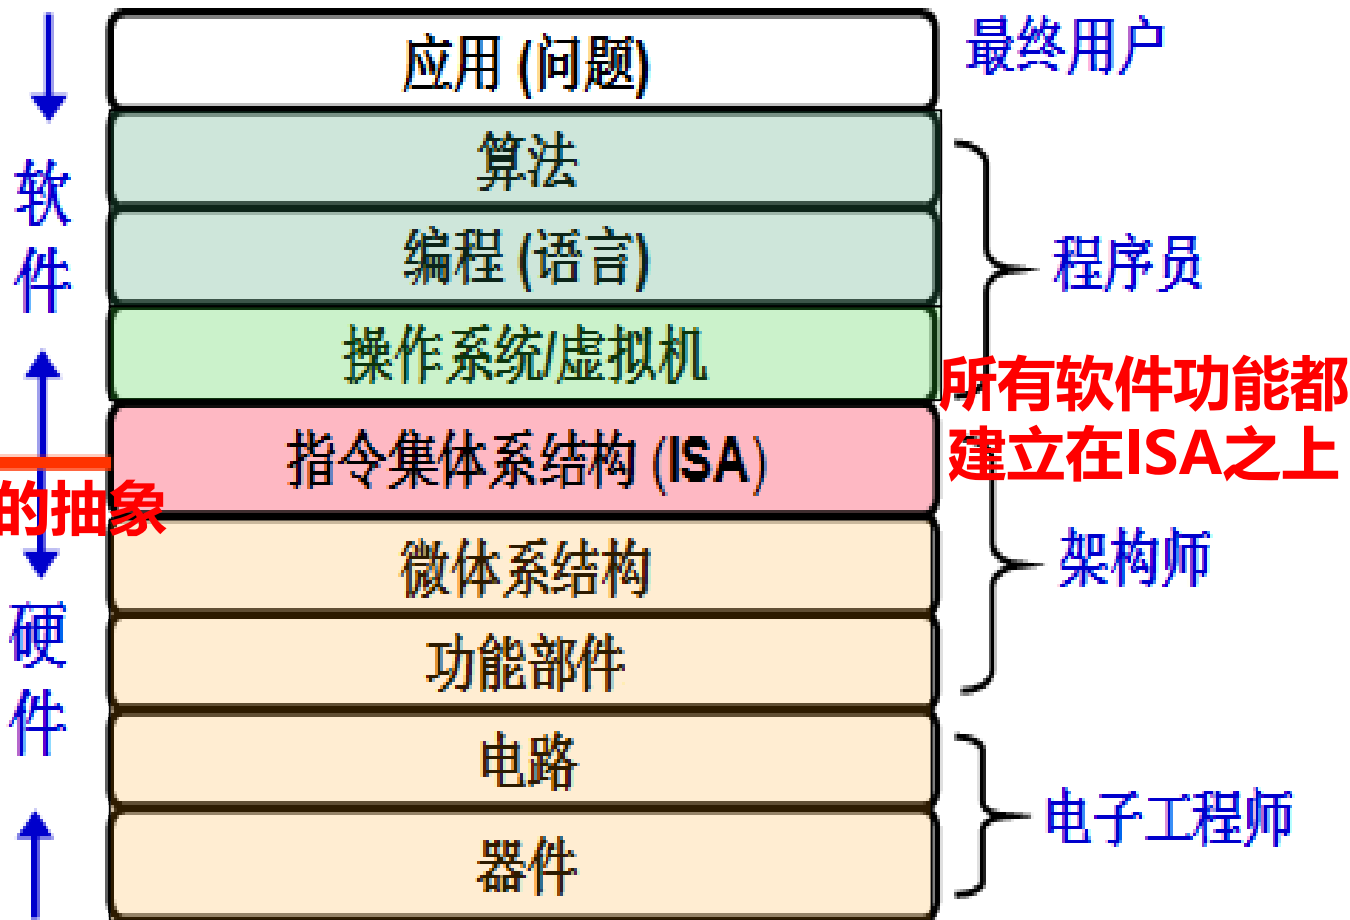 应用 (问题)
最终用户
算法
软件
编程 (语言)
程序员
操作系统/虚拟机
所有软件功能都
建立在ISA之上
指令集体系结构 (ISA)
的抽象
微体系结构
架构师
硬件
功能部件
电路
电子工程师
器件